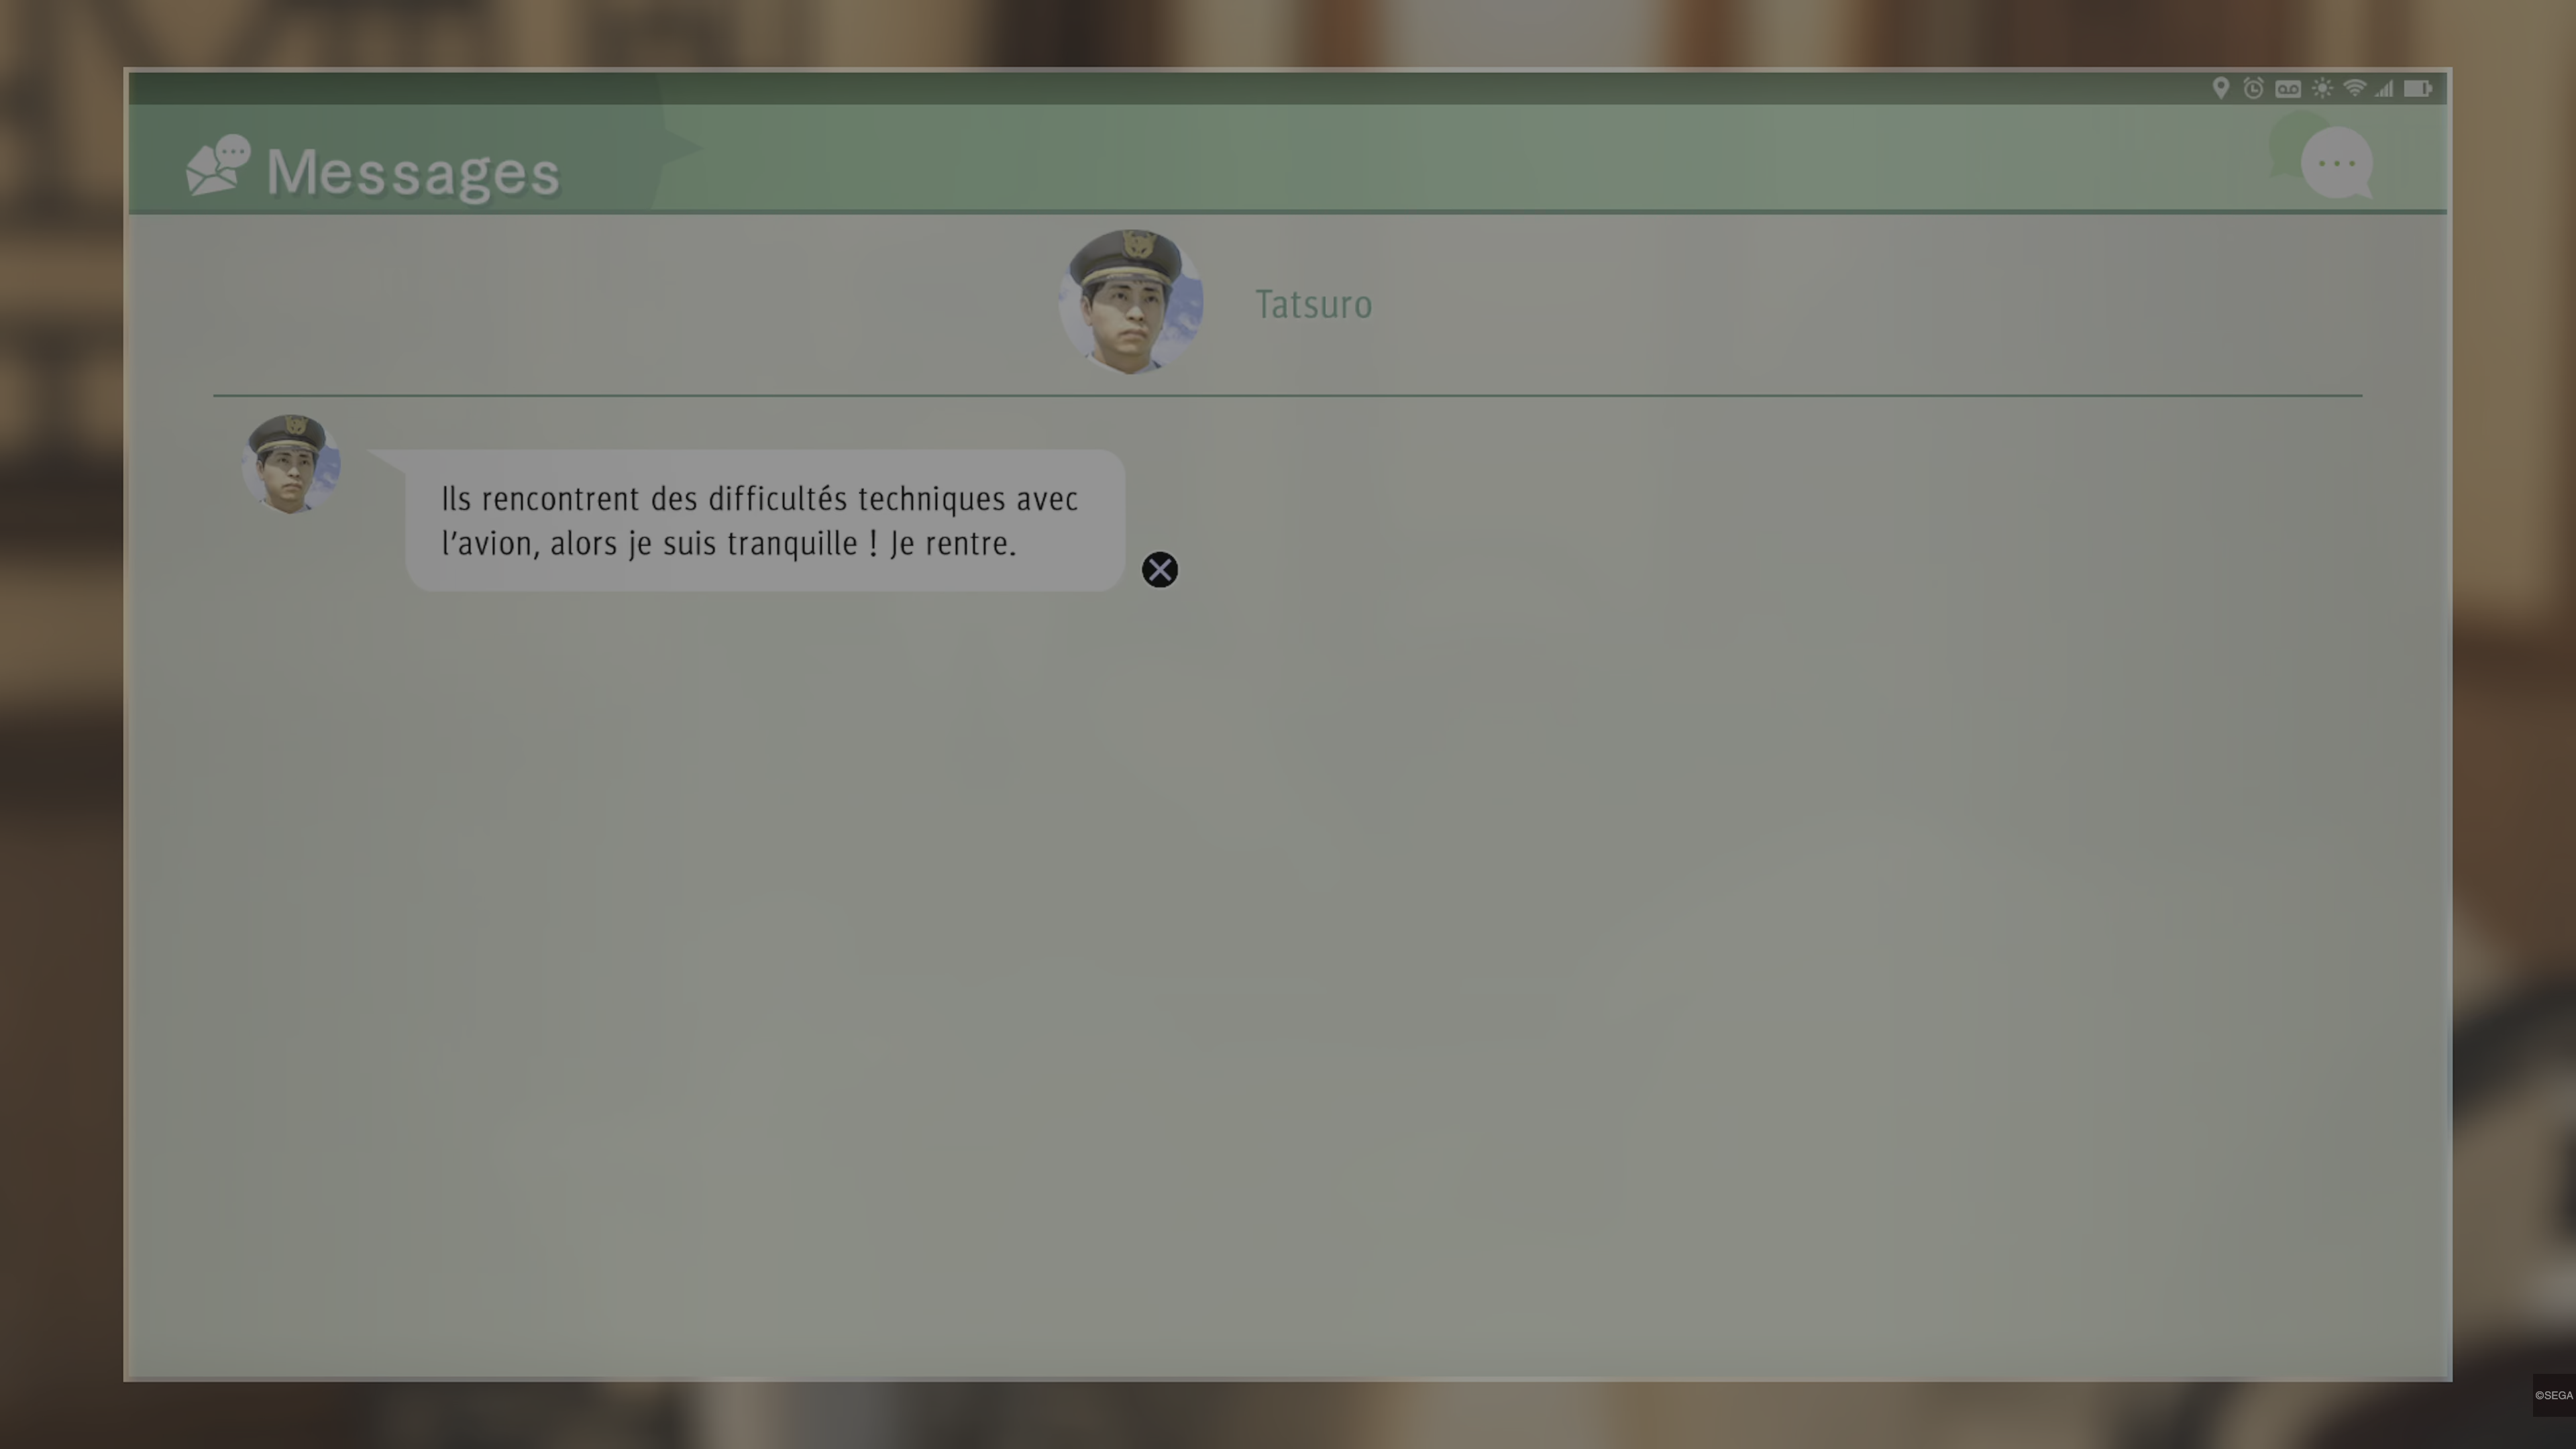 Messages
Tatsuro
Ils rencontrent des difficultés techniques avec
l'avion, alors je suis tranquille ! Je rentre.
©SEGA